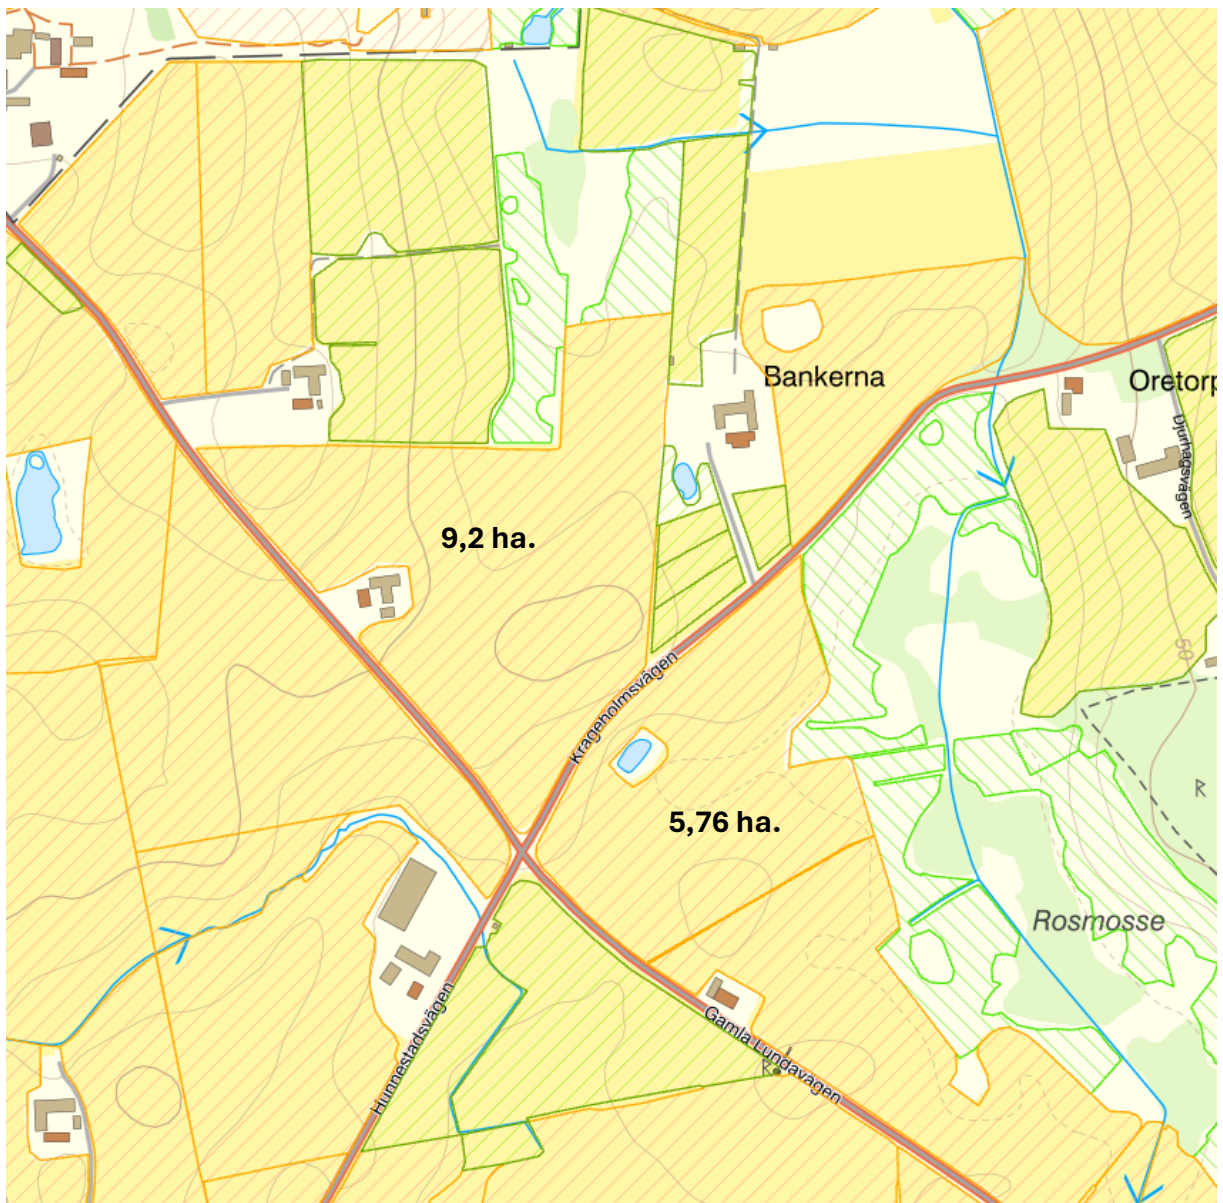 Bankerna
Oretorp
Djurhagsvägen
9,2 ha.
50
Krageholmsvägen
R
5,76 ha.
Rosmosse
Hunnestadsvägen
Gamla Lundavägen
R